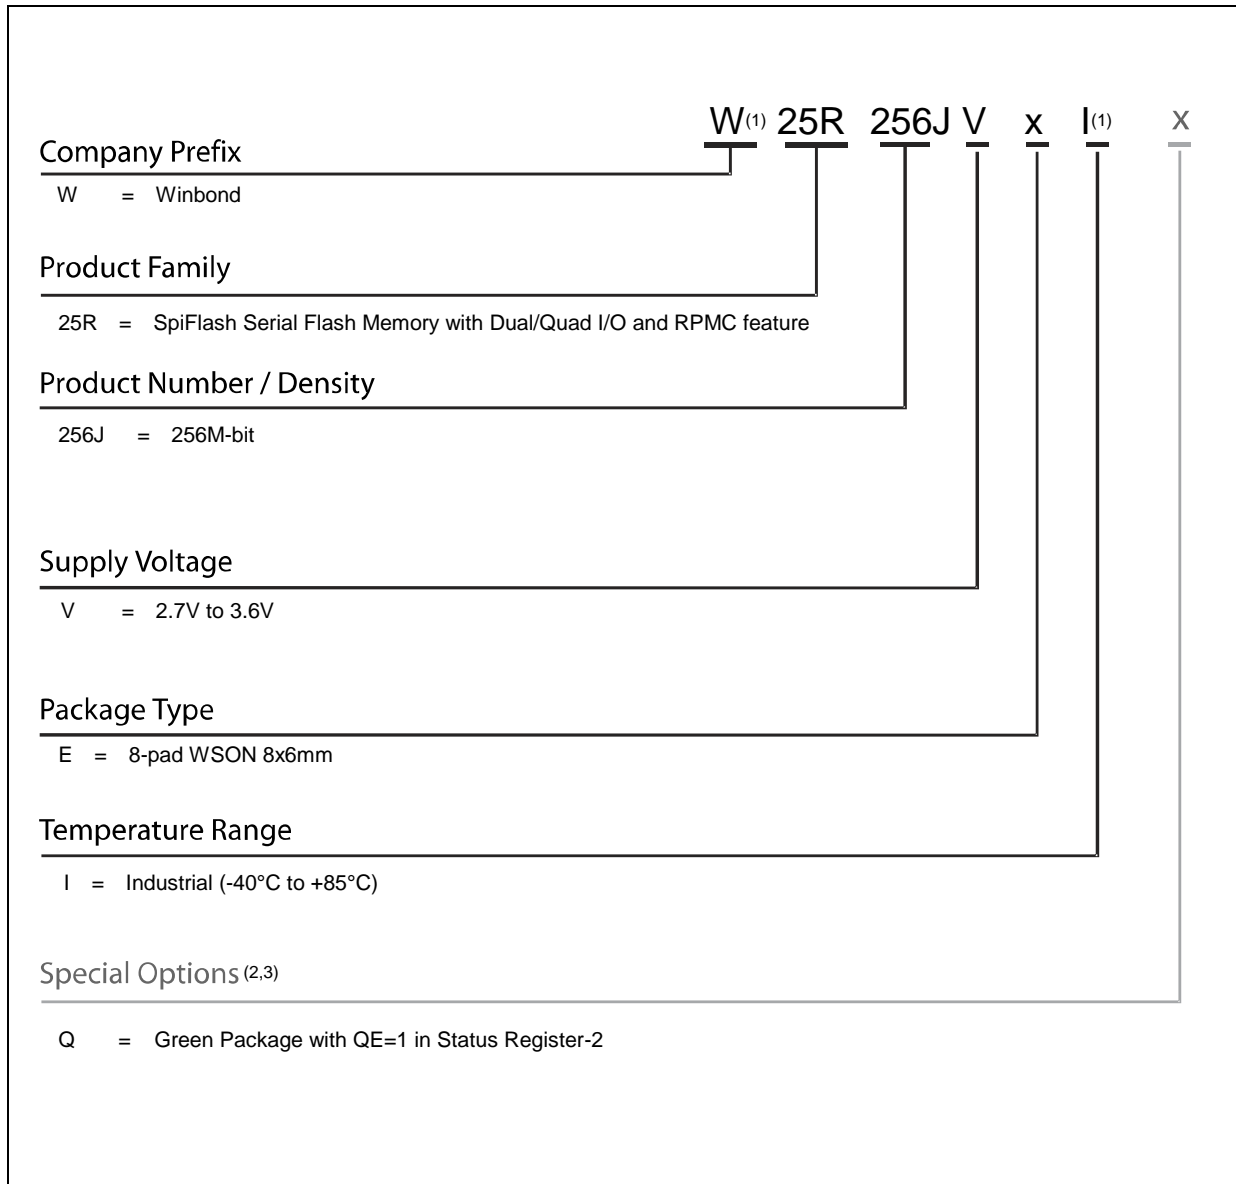 W(1) 25R 256J V x I(1) x
Company Prefix
W = Winbond
Product Family
25R = SpiFlash Serial Flash Memory with Dual/Quad I/O and RPMC feature
Product Number / Density
256J = 256M-bit
Supply Voltage
V = 2.7V to 3.6V
Package Type
E = 8-pad WSON 8x6mm
Temperature Range
I = Industrial (-40°C to +85°C)
Special Options (2,3)
Q = Green Package with QE=1 in Status Register-2